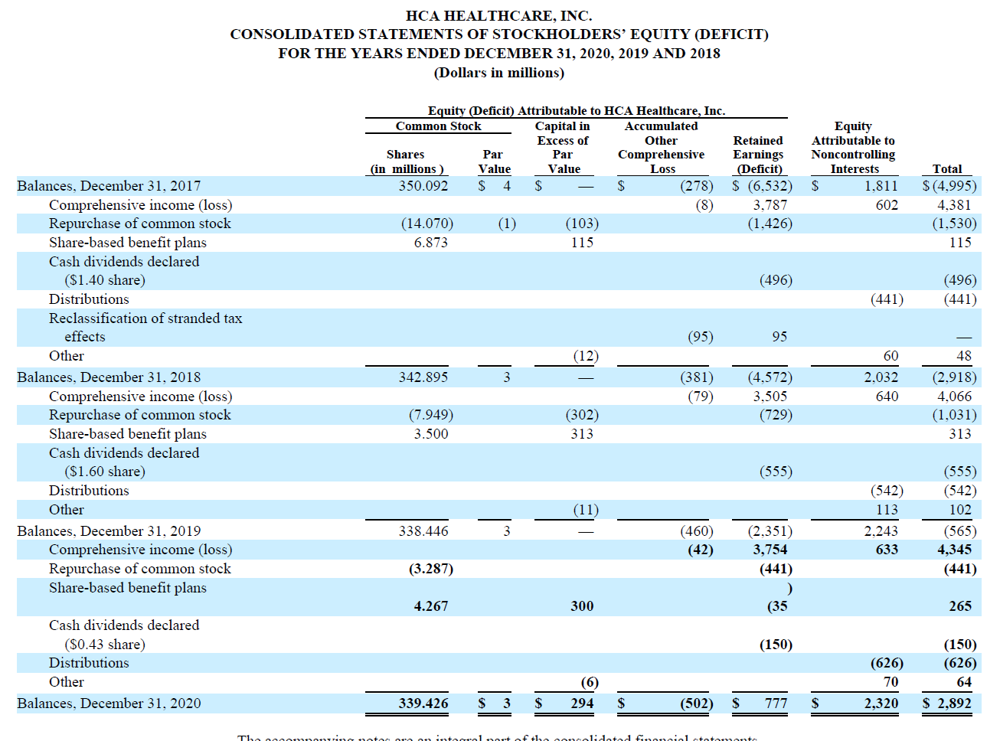 HCA HEALTHCARE, INC.
CONSOLIDATED STATEMENTS OF STOCKHOLDERS’ EQUITY (DEFICIT)
FOR THE YEARS ENDED DECEMBER 31, 2020, 2019 AND 2018
(Dollars in millions)
Equity (Deficit) Attributable to HCA Healthcare, Inc.
Common Stock Capital in Accumulated Equity
Excess of Other Retained Attributable to
Shares Par Par Comprehensive Earnings Noncontrolling
(in millions ) Value Value Loss (Deficit) Interests Total
Balances, December 31, 2017 350.092 $ 4 $ — $ (278) $ (6,532) $ 1,811 $ (4,995)
Comprehensive income (loss) (8) 3,787 602 4,381
Repurchase of common stock (14.070) (1) (103) (1,426) (1,530)
Share-based benefit plans 6.873 115 115
Cash dividends declared
($1.40 share) (496) (496)
Distributions (441) (441)
Reclassification of stranded tax
effects (95) 95 —
Other (12) 60 48
Balances, December 31, 2018 342.895 3 — (381) (4,572) 2,032 (2,918)
Comprehensive income (loss) (79) 3,505 640 4,066
Repurchase of common stock (7.949) (302) (729) (1,031)
Share-based benefit plans 3.500 313 313
Cash dividends declared
($1.60 share) (555) (555)
Distributions (542) (542)
Other (11) 113 102
Balances, December 31, 2019 338.446 3 — (460) (2,351) 2,243 (565)
Comprehensive income (loss) (42) 3,754 633 4,345
Repurchase of common stock (3.287) (441) (441)
Share-based benefit plans )
4.267 300 (35 265
Cash dividends declared
($0.43 share) (150) (150)
Distributions (626) (626)
Other (6) 70 64
Balances, December 31, 2020 339.426 $ 3 $ 294 $ (502) $ 777 $ 2,320 $ 2,892
The accompanying notes are an integral part of the consolidated financial statements